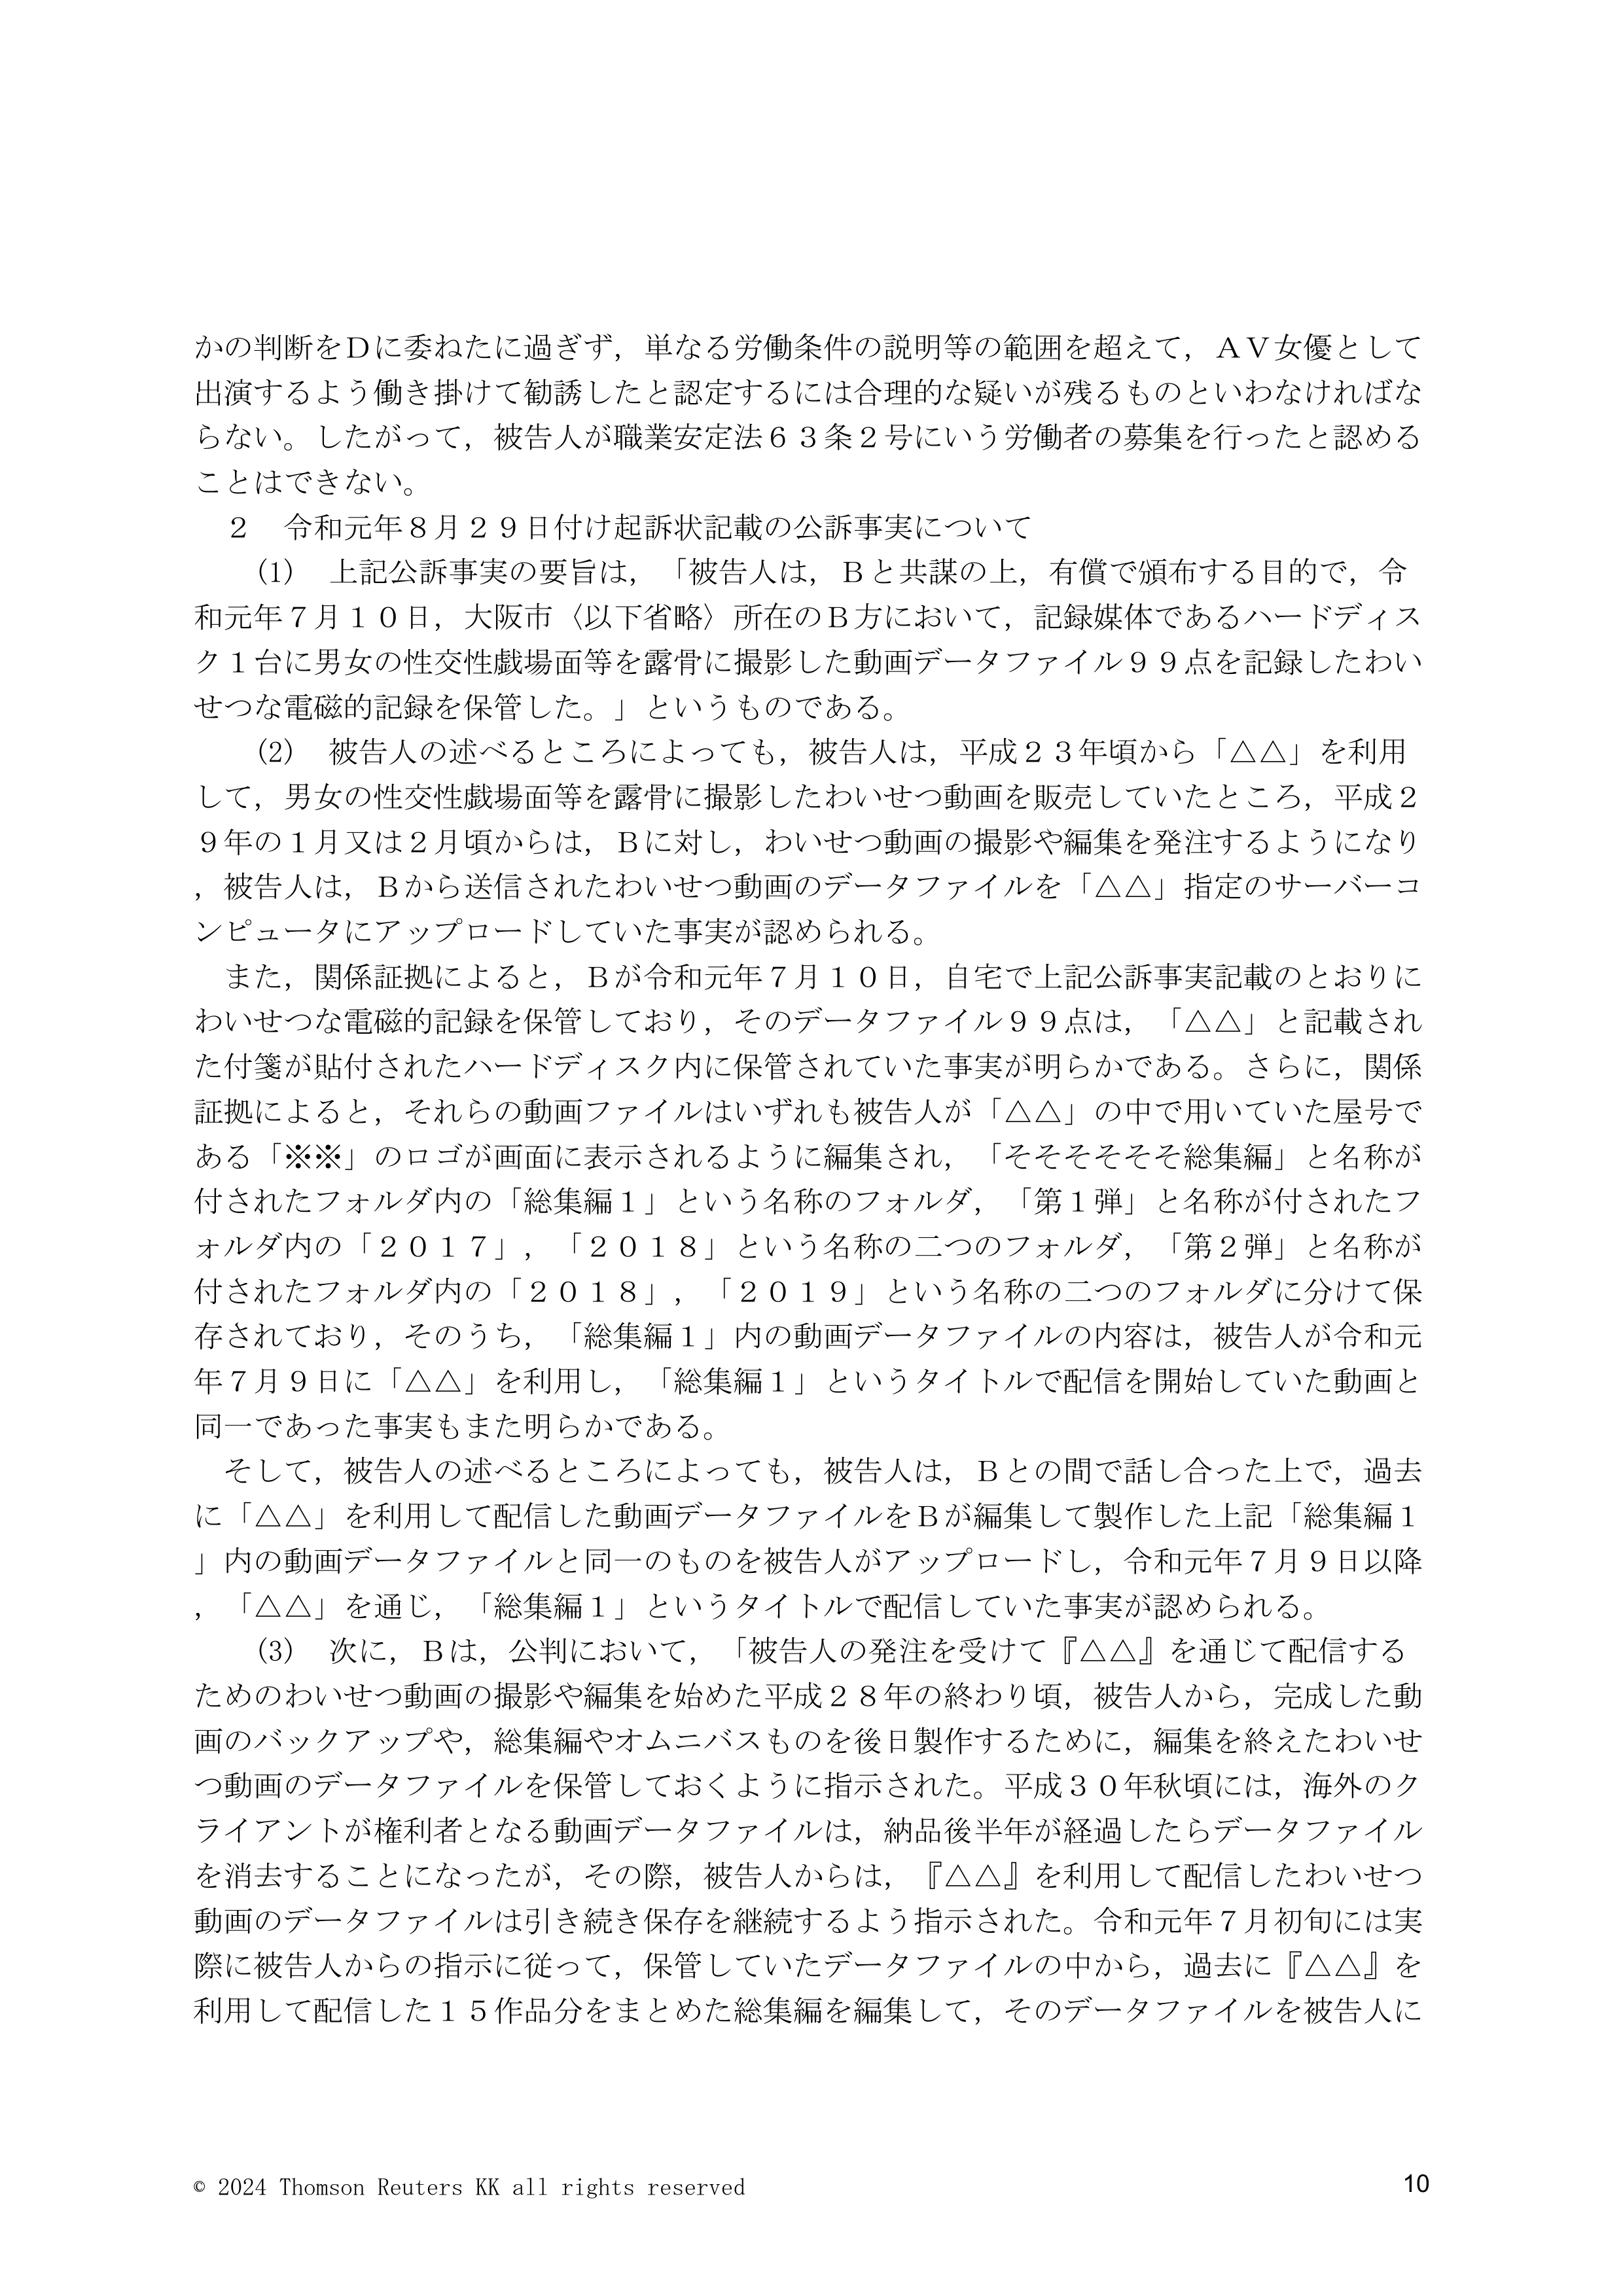 かの判断をＤに委ねたに過ぎず，単なる労働条件の説明等の範囲を超えて，ＡＶ女優として
出演するよう働き掛けて勧誘したと認定するには合理的な疑いが残るものといわなければな
らない。したがって，被告人が職業安定法６３条２号にいう労働者の募集を行ったと認める
ことはできない。
２　令和元年８月２９日付け起訴状記載の公訴事実について
(1)　上記公訴事実の要旨は，「被告人は，Ｂと共謀の上，有償で頒布する目的で，令
和元年７月１０日，大阪市〈以下省略〉所在のＢ方において，記録媒体であるハードディス
ク１台に男女の性交性戯場面等を露骨に撮影した動画データファイル９９点を記録したわい
せつな電磁的記録を保管した。」というものである。
(2)　被告人の述べるところによっても，被告人は，平成２３年頃から「△△」を利用
して，男女の性交性戯場面等を露骨に撮影したわいせつ動画を販売していたところ，平成２
９年の１月又は２月頃からは，Ｂに対し，わいせつ動画の撮影や編集を発注するようになり
，被告人は，Ｂから送信されたわいせつ動画のデータファイルを「△△」指定のサーバーコ
ンピュータにアップロードしていた事実が認められる。
また，関係証拠によると，Ｂが令和元年７月１０日，自宅で上記公訴事実記載のとおりに
わいせつな電磁的記録を保管しており，そのデータファイル９９点は，「△△」と記載され
た付箋が貼付されたハードディスク内に保管されていた事実が明らかである。さらに，関係
証拠によると，それらの動画ファイルはいずれも被告人が「△△」の中で用いていた屋号で
ある「※※」のロゴが画面に表示されるように編集され，「そそそそそそ総集編」と名称が
付されたフォルダ内の「総集編１」という名称のフォルダ，「第１弾」と名称が付されたフ
ォルダ内の「２０１７」，「２０１８」という名称の二つのフォルダ，「第２弾」と名称が
付されたフォルダ内の「２０１８」，「２０１９」という名称の二つのフォルダに分けて保
存されており，そのうち，「総集編１」内の動画データファイルの内容は，被告人が令和元
年７月９日に「△△」を利用し，「総集編１」というタイトルで配信を開始していた動画と
同一であった事実もまた明らかである。
そして，被告人の述べるところによっても，被告人は，Ｂとの間で話し合った上で，過去
に「△△」を利用して配信した動画データファイルをＢが編集して製作した上記「総集編１
」内の動画データファイルと同一のものを被告人がアップロードし，令和元年７月９日以降
，「△△」を通じ，「総集編１」というタイトルで配信していた事実が認められる。
(3)　次に，Ｂは，公判において，「被告人の発注を受けて『△△』を通じて配信する
ためのわいせつ動画の撮影や編集を始めた平成２８年の終わり頃，被告人から，完成した動
画のバックアップや，総集編やオムニバスものを後日製作するために，編集を終えたわいせ
つ動画のデータファイルを保管しておくように指示された。平成３０年秋頃には，海外のク
ライアントが権利者となる動画データファイルは，納品後半年が経過したらデータファイル
を消去することになったが，その際，被告人からは，『△△』を利用して配信したわいせつ
動画のデータファイルは引き続き保存を継続するよう指示された。令和元年７月初旬には実
際に被告人からの指示に従って，保管していたデータファイルの中から，過去に『△△』を
利用して配信した１５作品分をまとめた総集編を編集して，そのデータファイルを被告人に
© 2024 Thomson Reuters KK all rights reserved
10